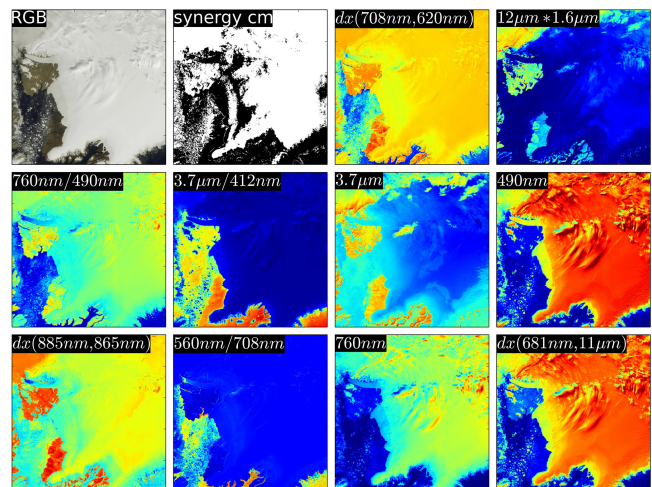 RGB
synergy cm
dx(708nm,620nm)
12μm∗1.6μm
760nm/490nm
3.7μm/412nm
3.7μm
490nm
dx(885nm,865nm)
560nm/708nm
760nm
dx(681nm,11μm)